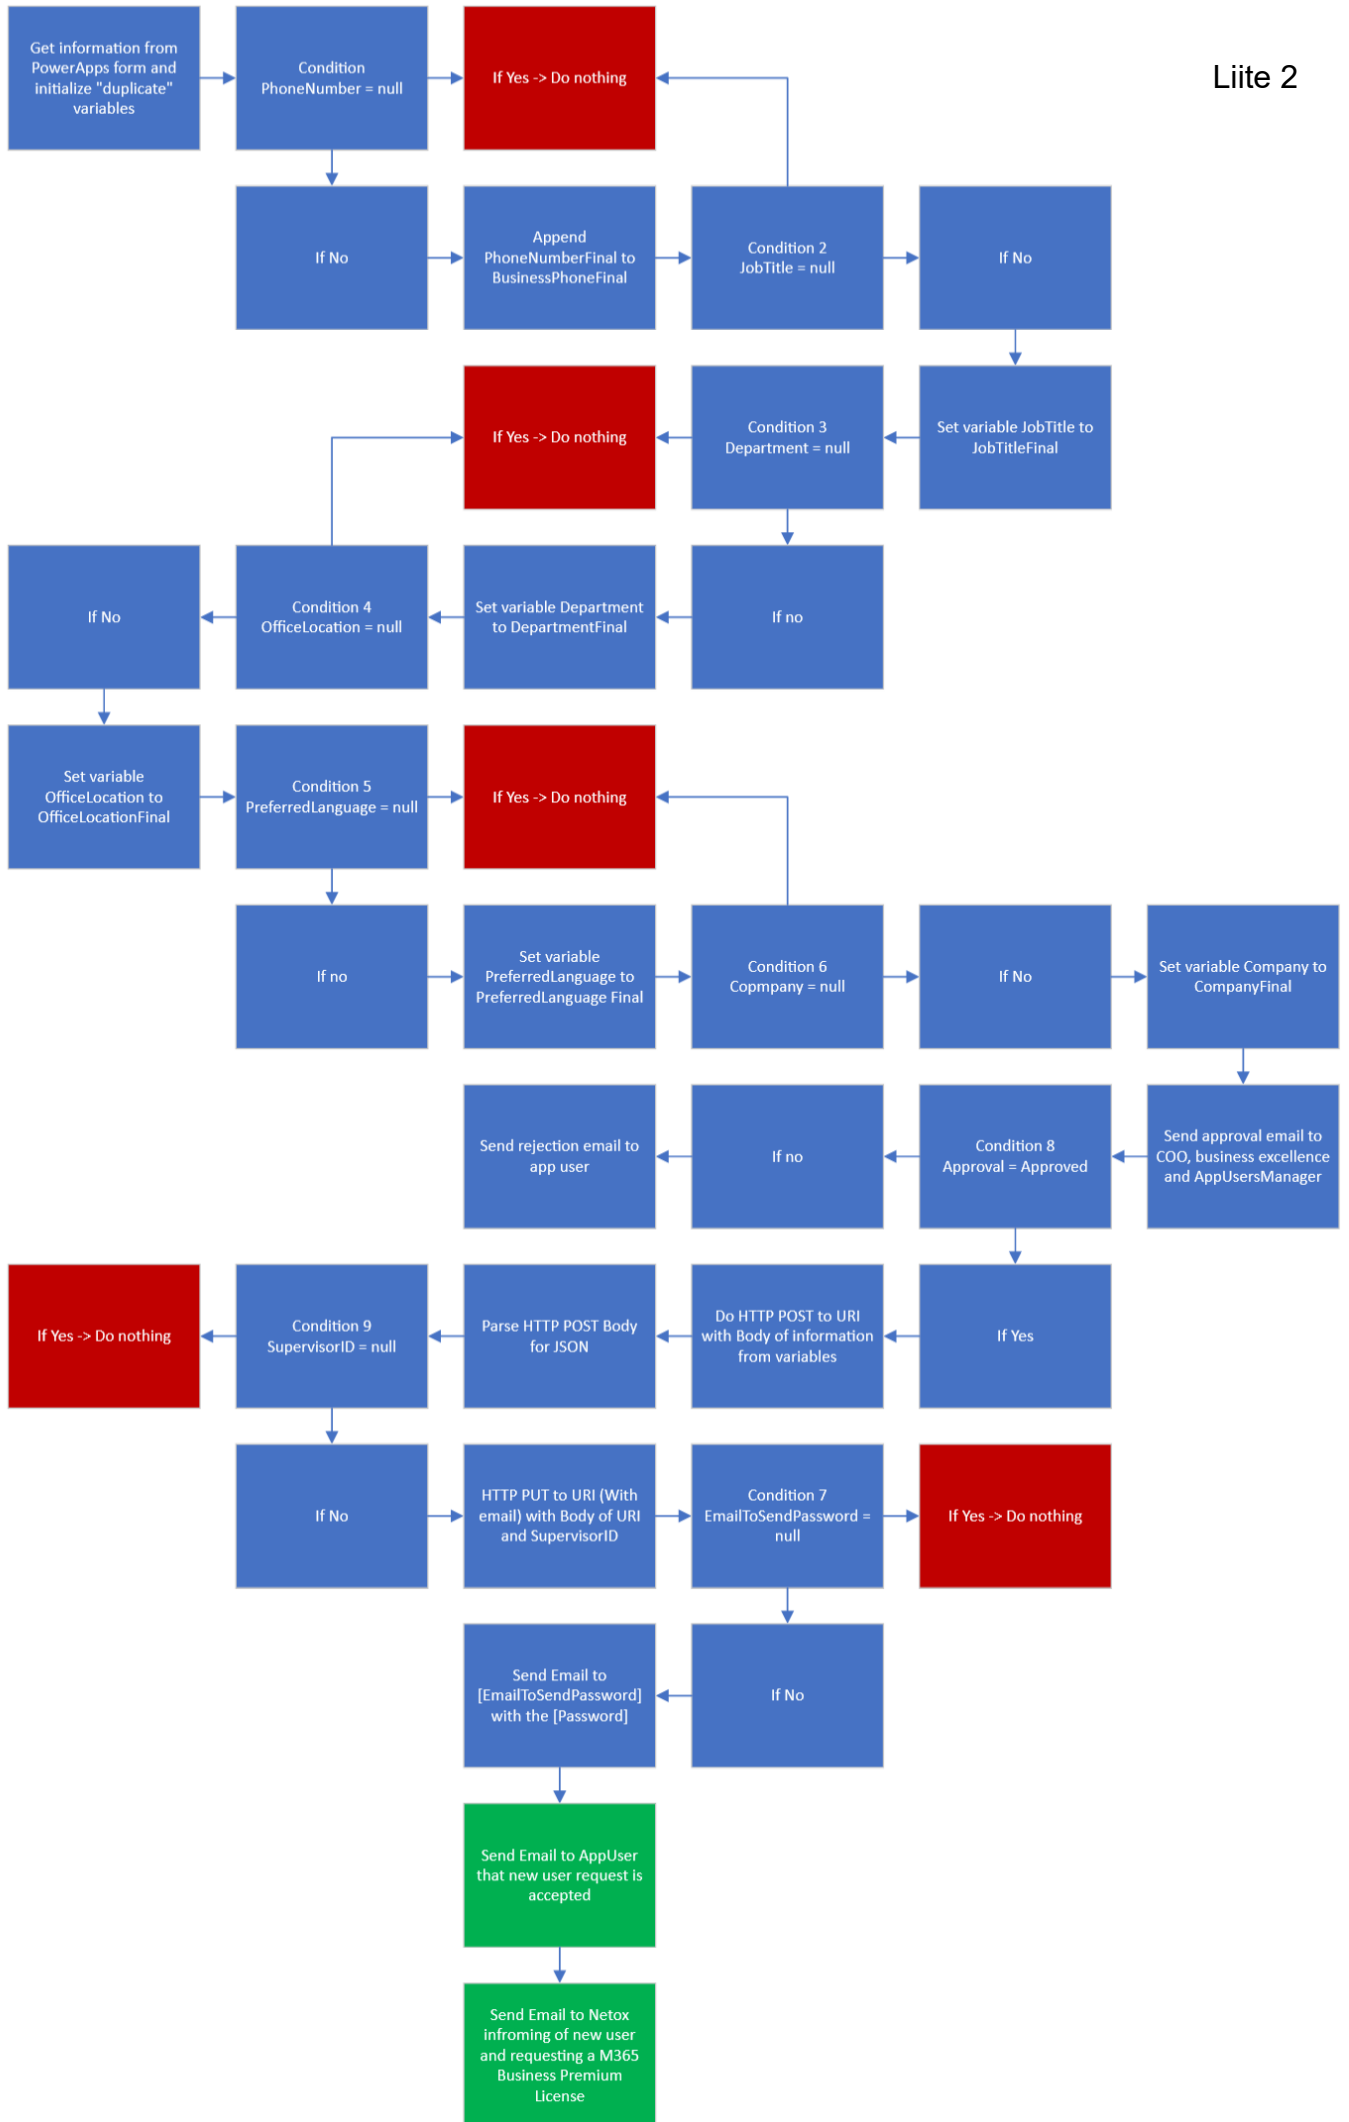 Get information from
PowerApps form and
initialize "duplicate"
variables
Condition
PhoneNumber = null
If Yes -> Do nothing
Liite 2
If No
Append
PhoneNumberFinal to
BusinessPhoneFinal
Condition 2
JobTitle = null
If No
If Yes -> Do nothing
Condition 3
Department = null
Set variable JobTitle to
JobTitleFinal
If No
Condition 4
OfficeLocation = null
Set variable Department
to DepartmentFinal
If no
Set variable
OfficeLocation to
OfficeLocationFinal
Condition 5
PreferredLanguage = null
If Yes -> Do nothing
If no
Set variable
PreferredLanguage to
PreferredLanguage Final
Condition 6
Copmpany = null
If No
Set variable Company to
CompanyFinal
Send rejection email to
app user
If no
Condition 8
Approval = Approved
Send approval email to
COO, business excellence
and AppUsersManager
If Yes -> Do nothing
Condition 9
SupervisorID = null
Parse HTTP POST Body
for JSON
Do HTTP POST to URI
with Body of information
from variables
If Yes
If No
HTTP PUT to URI (With
email) with Body of URI
and SupervisorID
Condition 7
EmailToSendPassword =
null
If Yes -> Do nothing
Send Email to
[EmailToSendPassword]
with the [Password]
If No
Send Email to AppUser
that new user request is
accepted
Send Email to Netox
infroming of new user
and requesting a M365
Business Premium
License